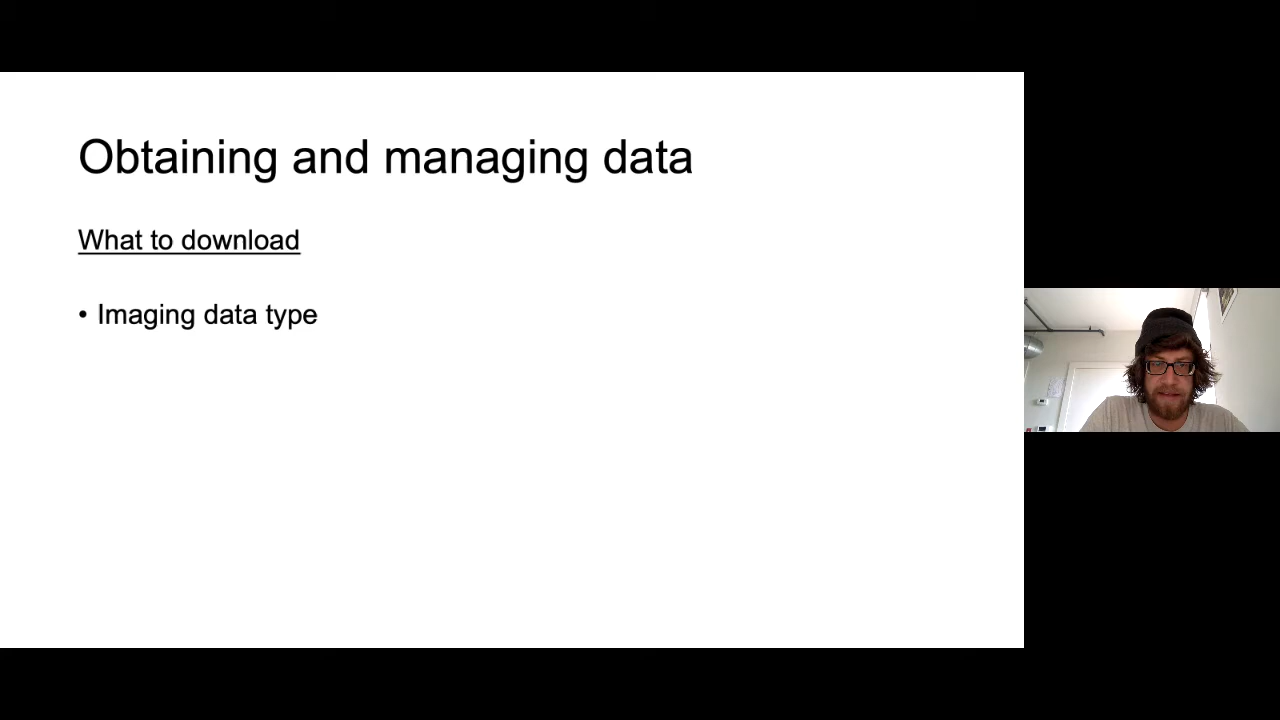 Obtaining and managing data
What to download
• Imaging data type